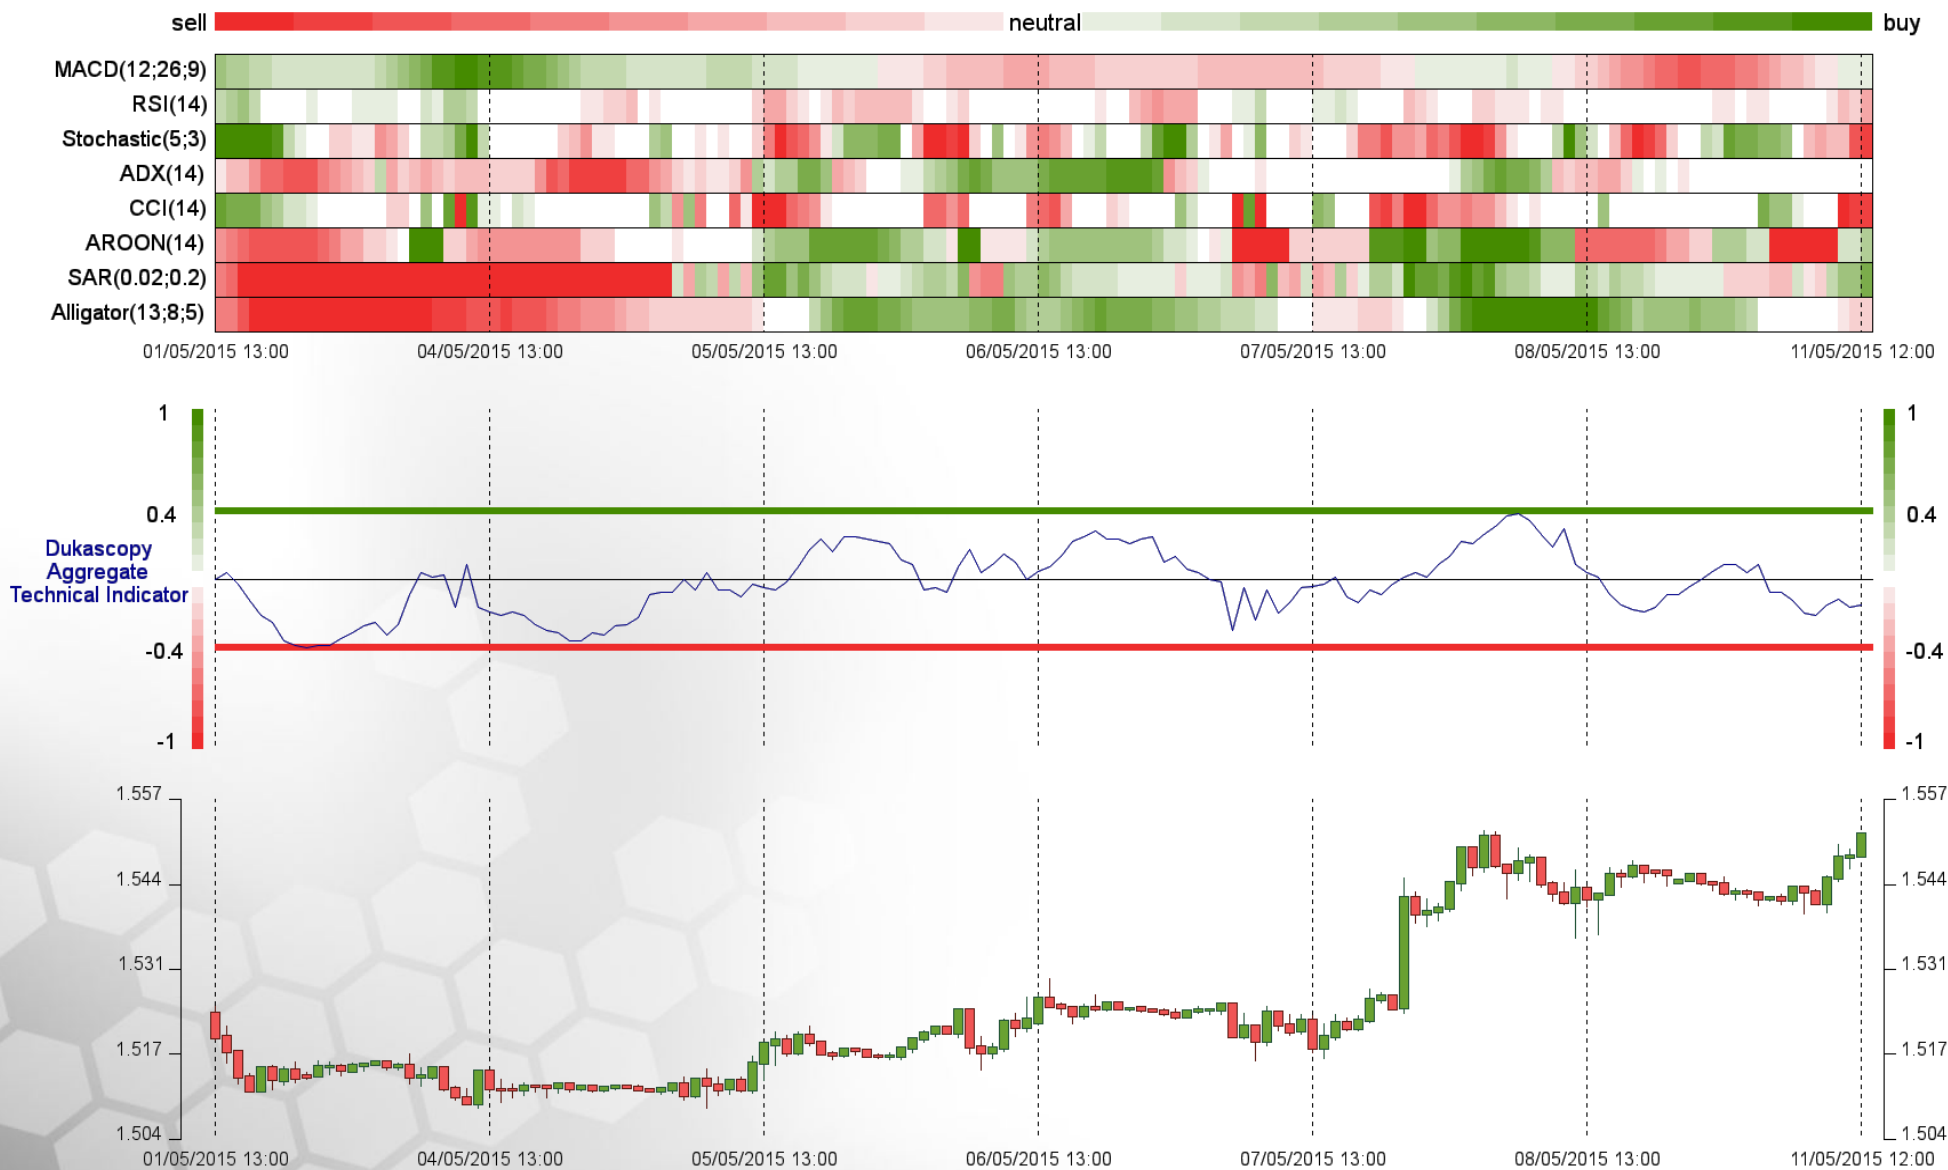 sell neutral buy
MACD(12;26;9)
RSI(14)
Stochastic(5;3)
ADX(14)
CCI(14)
AROON(14)
SAR(0.02;0.2)
Alligator(13;8;5)
01/05/2015 13:00 04/05/2015 13:00 05/05/2015 13:00 06/05/2015 13:00 07/05/2015 13:00 08/05/2015 13:00 11/05/2015 12:00
1 1
0.4 0.4
Dukascopy
Aggregate
Technical Indicator
-0.4 -0.4
-1 -1
1.557 1.557
1.544 1.544
1.531 1.531
1.517 1.517
1.504 1.504
01/05/2015 13:00 04/05/2015 13:00 05/05/2015 13:00 06/05/2015 13:00 07/05/2015 13:00 08/05/2015 13:00 11/05/2015 12:00